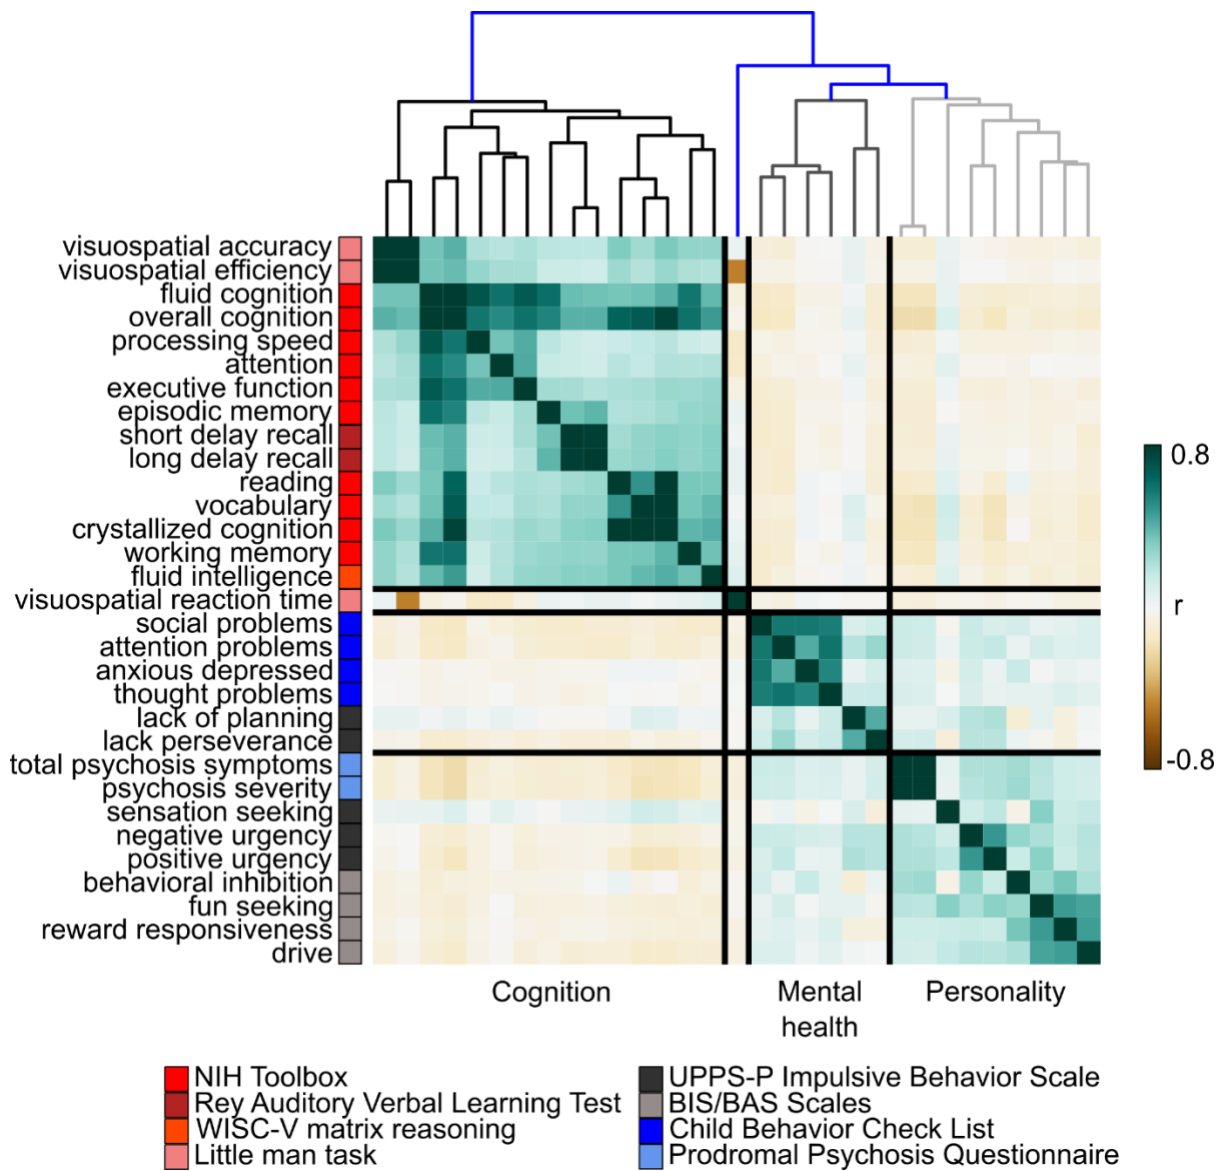 visuospatial accuracy
visuospatial efficiency
fluid cognition
overall cognition
processing speed
attention
executive function
episodic memory
short delay recall
long delay recall
reading
vocabulary
crystallized cognition
working memory
fluid intelligence
visuospatial reaction time
social problems
attention problems
anxious depressed
thought problems
lack of planning
lack perseverance
total psychosis symptoms
psychosis severity
sensation seeking
negative urgency
positive urgency
behavioral inhibition
fun seeking
reward responsiveness
drive
0.8
r
-0.8
Cognition
Mental
health
Personality
NIH Toolbox
Rey Auditory Verbal Learning Test
WISC-V matrix reasoning
Little man task
UPPS-P Impulsive Behavior Scale
BIS/BAS Scales
Child Behavior Check List
Prodromal Psychosis Questionnaire